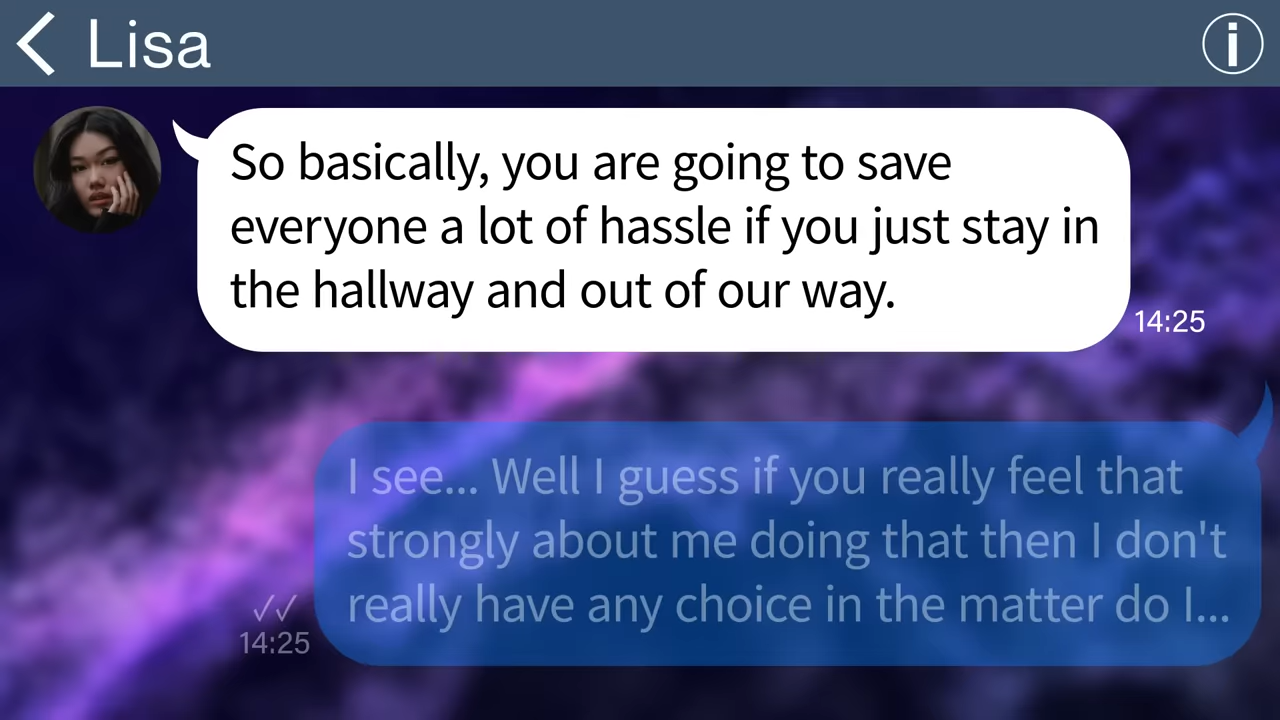 Lisa
So basically, you are going to save
everyone a lot of hassle if you just stay in
the hallway and out of our way.
14:25
I see... Well I guess if you really feel that
strongly about me doing that then I don't
really have any choice in the matter do I...
14:25